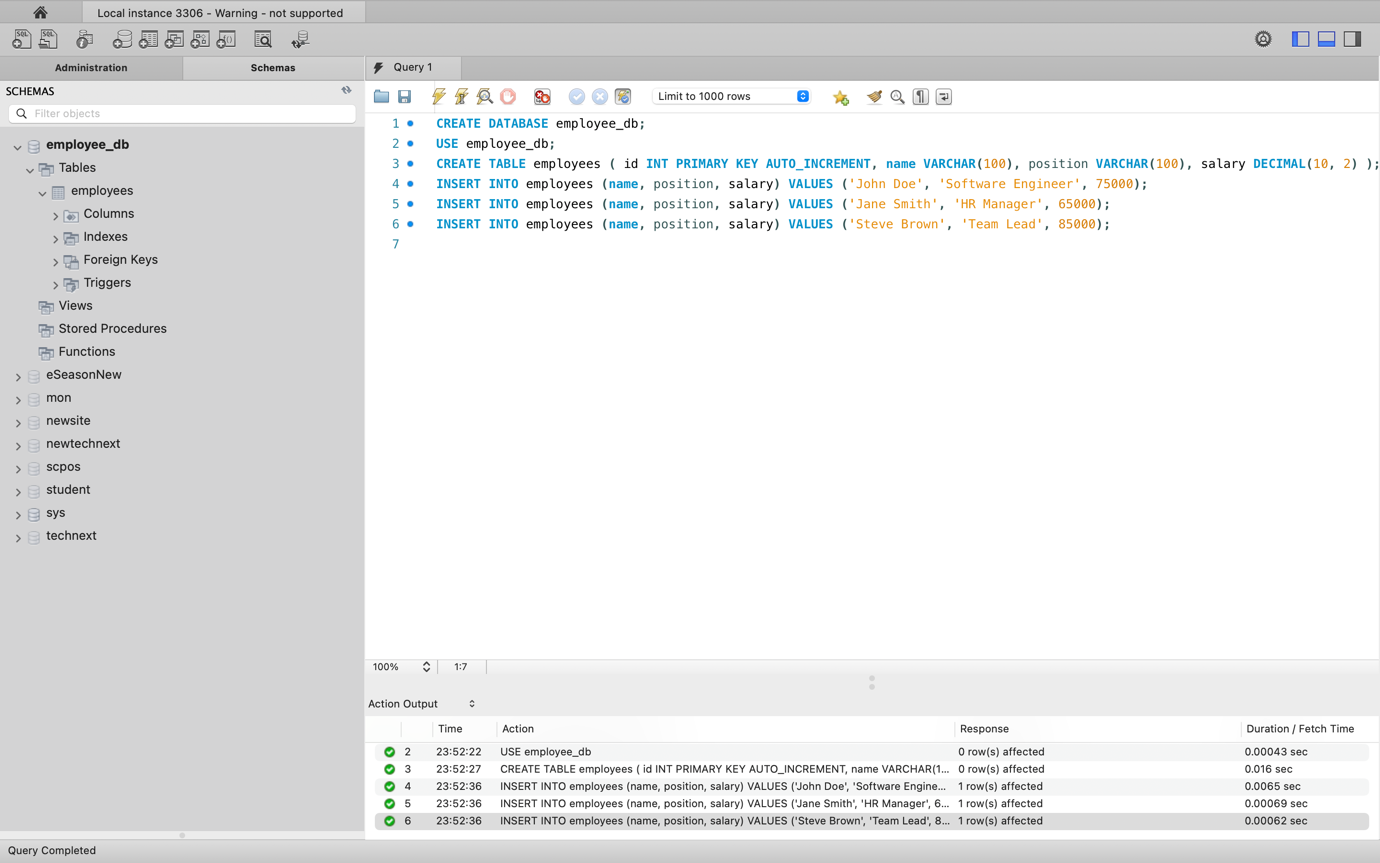 Local instance 3306 - Warning - not supported
SQL
SQL
Administration
Schemas
Query 1
SCHEMAS
Filter objects
Limit to 1000 rows
employee_db
Tables
employees
Columns
Indexes
Foreign Keys
Triggers
Views
Stored Procedures
Functions
eSeasonNew
mon
newsite
newtechnext
scpos
student
sys
technext
1 CREATE DATABASE employee_db;
2 USE employee_db;
3 CREATE TABLE employees ( id INT PRIMARY KEY AUTO_INCREMENT, name VARCHAR(100), position VARCHAR(100), salary DECIMAL(10, 2) );
4 INSERT INTO employees (name, position, salary) VALUES ('John Doe', 'Software Engineer', 75000);
5 INSERT INTO employees (name, position, salary) VALUES ('Jane Smith', 'HR Manager', 65000);
6 INSERT INTO employees (name, position, salary) VALUES ('Steve Brown', 'Team Lead', 85000);
7
100% 1:7
Action Output
Time Action Response Duration / Fetch Time
2 23:52:22 USE employee_db 0 row(s) affected 0.00043 sec
3 23:52:27 CREATE TABLE employees ( id INT PRIMARY KEY AUTO_INCREMENT, name VARCHAR(1... 0 row(s) affected 0.016 sec
4 23:52:36 INSERT INTO employees (name, position, salary) VALUES ('John Doe', 'Software Engine... 1 row(s) affected 0.0065 sec
5 23:52:36 INSERT INTO employees (name, position, salary) VALUES ('Jane Smith', 'HR Manager', 6... 1 row(s) affected 0.00069 sec
6 23:52:36 INSERT INTO employees (name, position, salary) VALUES ('Steve Brown', 'Team Lead', 8... 1 row(s) affected 0.00062 sec
Query Completed